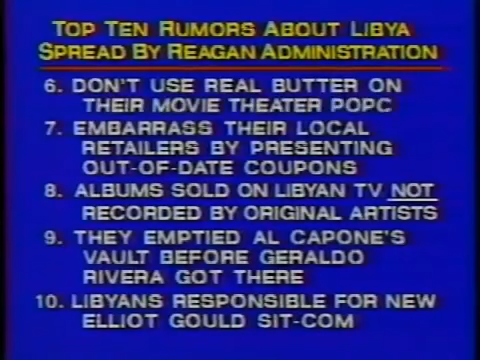 TOP TEN RUMORS ABOUT LIBYA
SPREAD BY REAGAN ADMINISTRATION
6. DON'T USE REAL BUTTER ON
THEIR MOVIE THEATER POPC
7. EMBARRASS THEIR LOCAL
RETAILERS BY PRESENTING
OUT-OF-DATE COUPONS
8. ALBUMS SOLD ON LIBYAN TV NOT
RECORDED BY ORIGINAL ARTISTS
9. THEY EMPTIED AL CAPONE'S
VAULT BEFORE GERALDO
RIVERA GOT THERE
10. LIBYANS RESPONSIBLE FOR NEW
ELLIOT GOULD SIT-COM